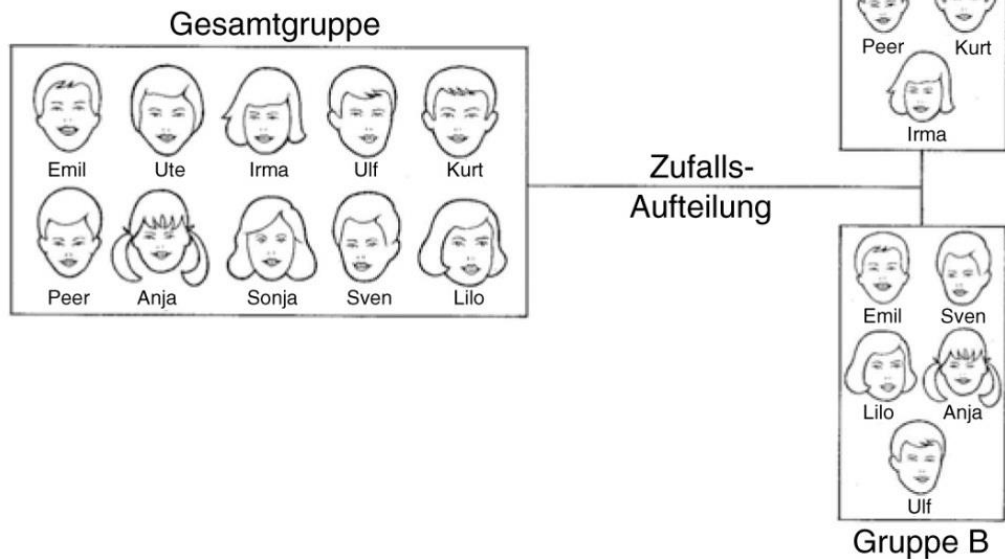 Gesamtgruppe
Emil Ute Irma Ulf Kurt
Peer Anja Sonja Sven Lilo
Zufalls-
Aufteilung
Peer Kurt
Irma
Emil Sven
Lilo Anja
Ulf
Gruppe B